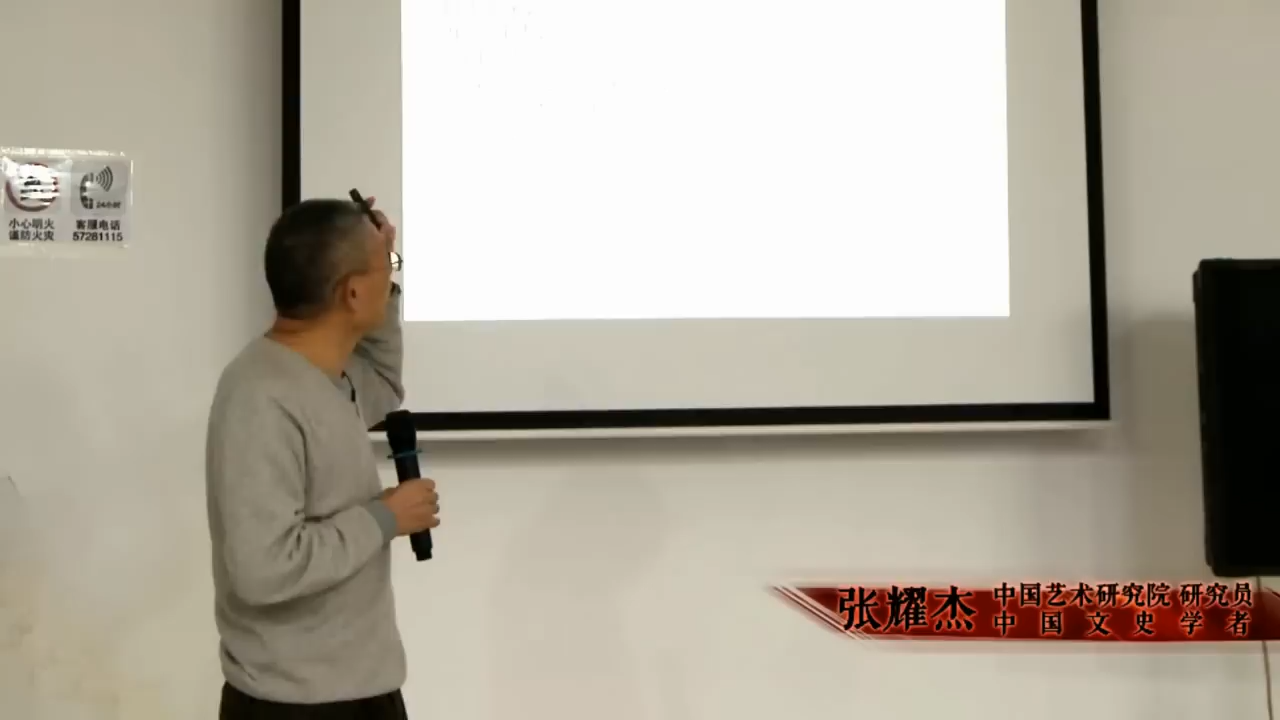 24小时
小心明火
谨防火灾
客服电话
57281115
张耀杰
中国艺术研究院 研究员
中国文史学者